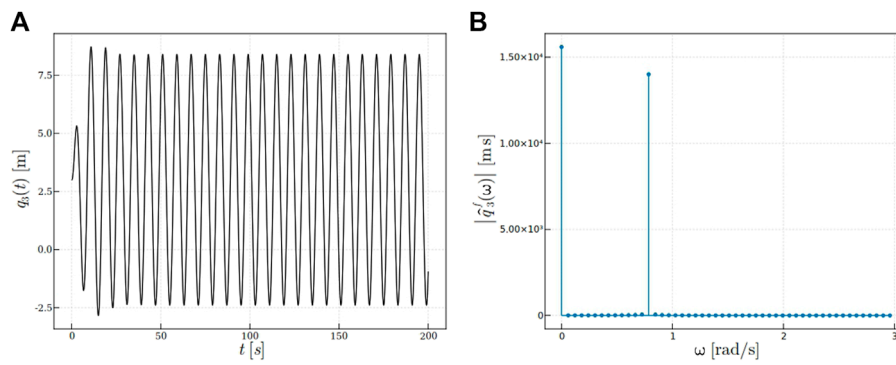 A
7.5
5.0
2.5
0.0
-2.5
q₃(t) [m]
0 50 100 150 200
t [s]
B
1.50×10⁴
1.00×10⁴
5.00×10³
0
|q̂₃ᶠ(ω)| [m s]
0 1 2 3
ω [rad/s]